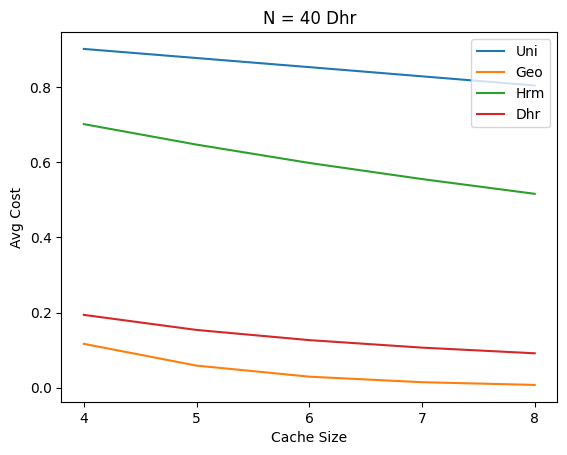 N = 40 Dhr
Uni
Geo
Hrm
Dhr
0.8
0.6
0.4
0.2
0.0
Avg Cost
4 5 6 7 8
Cache Size